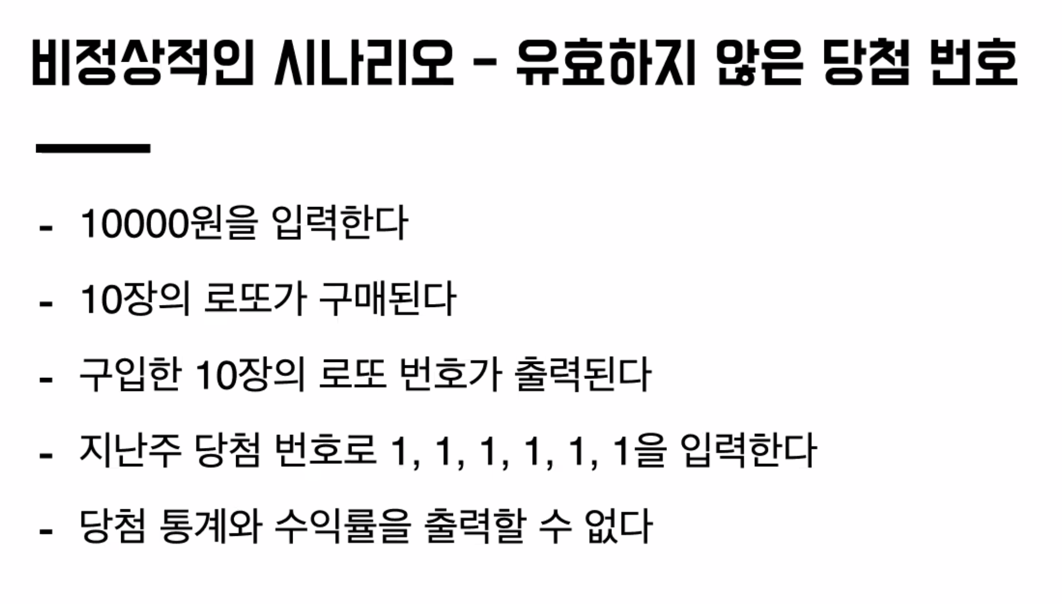 비정상적인 시나리오 - 유효하지 않은 당첨 번호
- 10000원을 입력한다
- 10장의 로또가 구매된다
- 구입한 10장의 로또 번호가 출력된다
- 지난주 당첨 번호로 1, 1, 1, 1, 1, 1을 입력한다
- 당첨 통계와 수익률을 출력할 수 없다